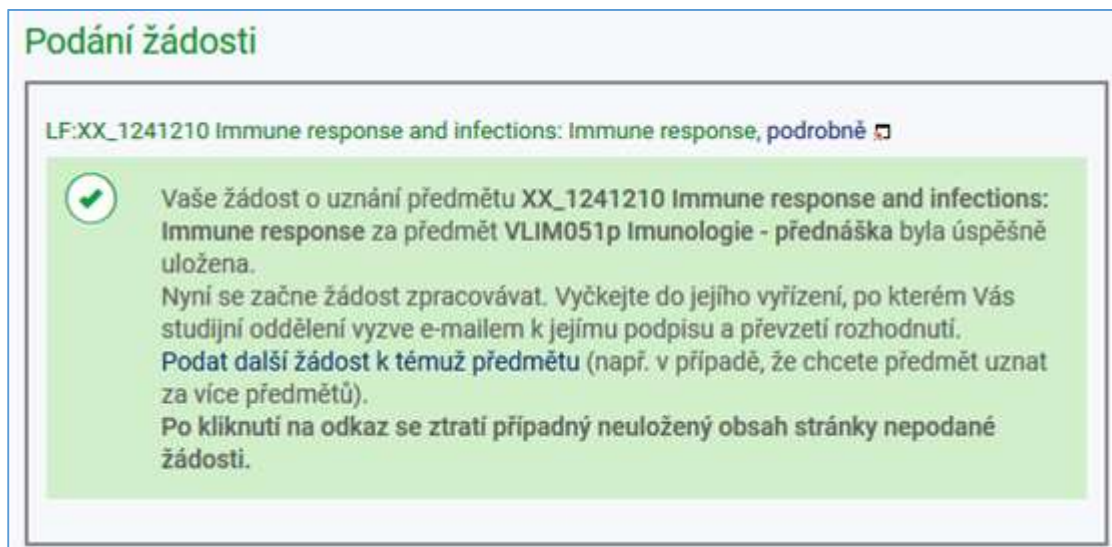 Podání žádosti
LF:XX_1241210 Immune response and infections: Immune response, podrobně
Vaše žádost o uznání předmětu XX_1241210 Immune response and infections:
Immune response za předmět VLIM051p Imunologie - přednáška byla úspěšně
uložena.
Nyní se začne žádost zpracovávat. Vyčkejte do jejího vyřízení, po kterém Vás
studijní oddělení vyzve e-mailem k jejímu podpisu a převzetí rozhodnutí.
Podat další žádost k témuž předmětu (např. v případě, že chcete předmět uznat
za více předmětů).
Po kliknutí na odkaz se ztratí případný neuložený obsah stránky nepodané
žádosti.